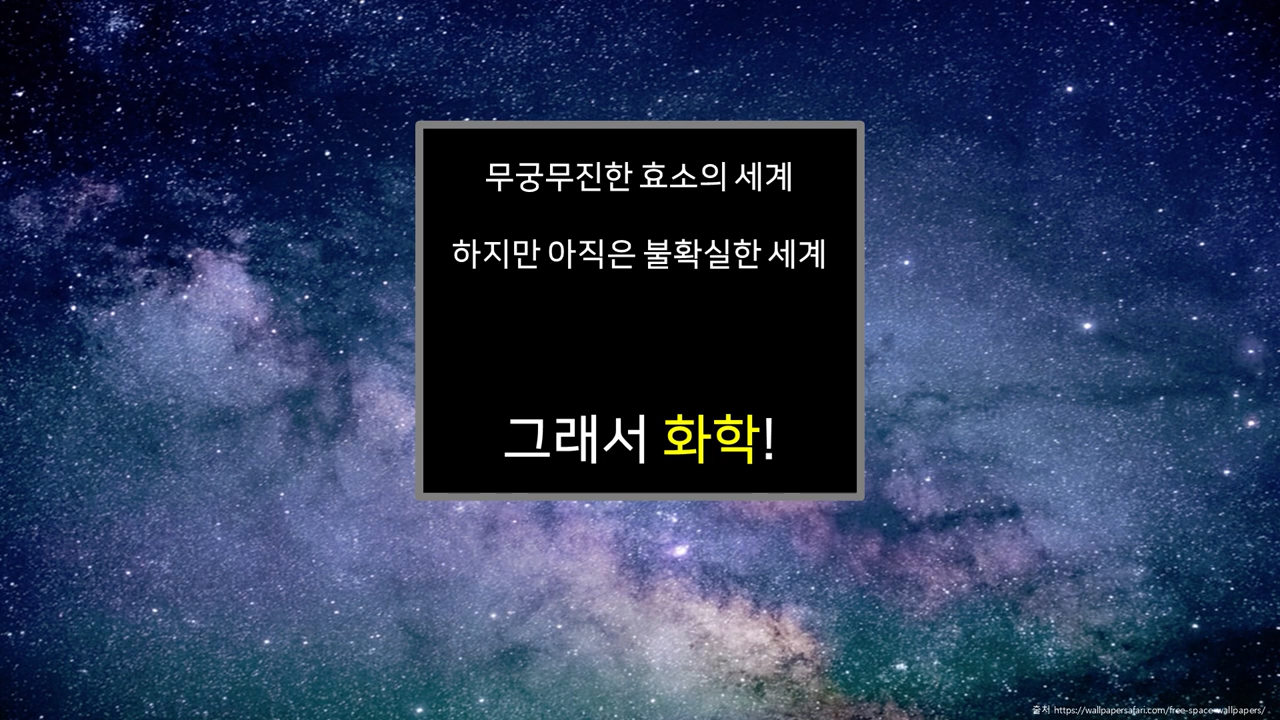 무궁무진한 효소의 세계
하지만 아직은 불확실한 세계
그래서 화학!
출처 https://wallpapersafari.com/free-space-wallpapers/